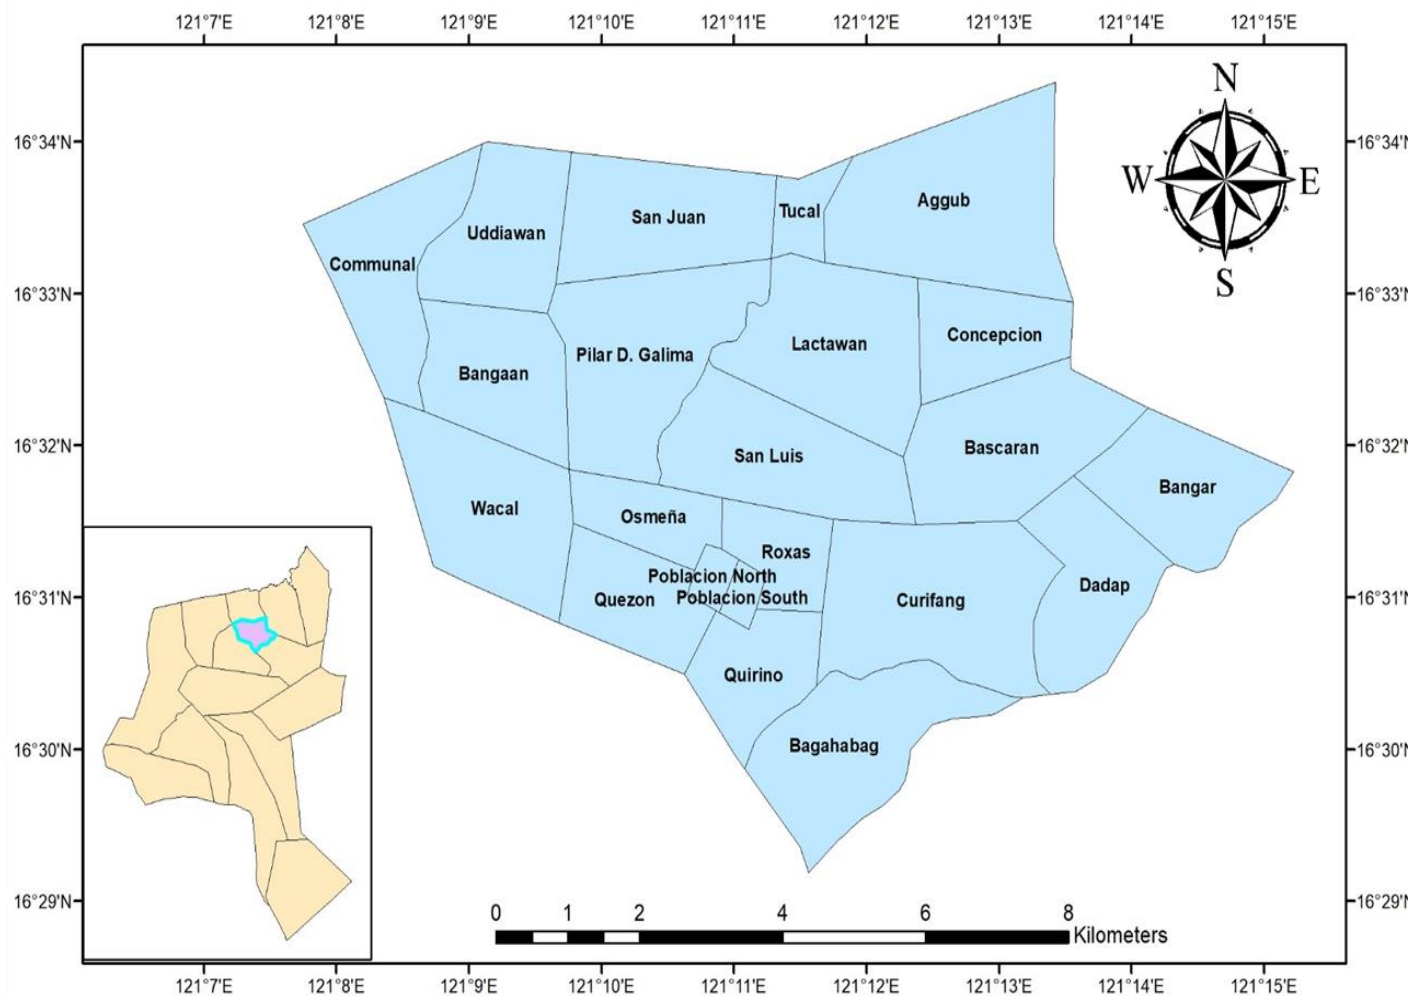 121°7'E 121°8'E 121°9'E 121°10'E 121°11'E 121°12'E 121°13'E 121°14'E 121°15'E
N
16°34'N 16°34'N
W E
Aggub
Tucal
San Juan
Uddiawan
Communal
S
16°33'N 16°33'N
Concepcion
Lactawan
Pilar D. Galima
Bangaan
16°32'N 16°32'N
Bascaran
San Luis
Bangar
Wacal
Osmeña
Roxas
Poblacion North
Dadap
16°31'N 16°31'N
Poblacion South
Quezon
Curifang
Quirino
Bagahabag
16°30'N 16°30'N
16°29'N 16°29'N
0 1 2 4 6 8
Kilometers
121°7'E 121°8'E 121°9'E 121°10'E 121°11'E 121°12'E 121°13'E 121°14'E 121°15'E